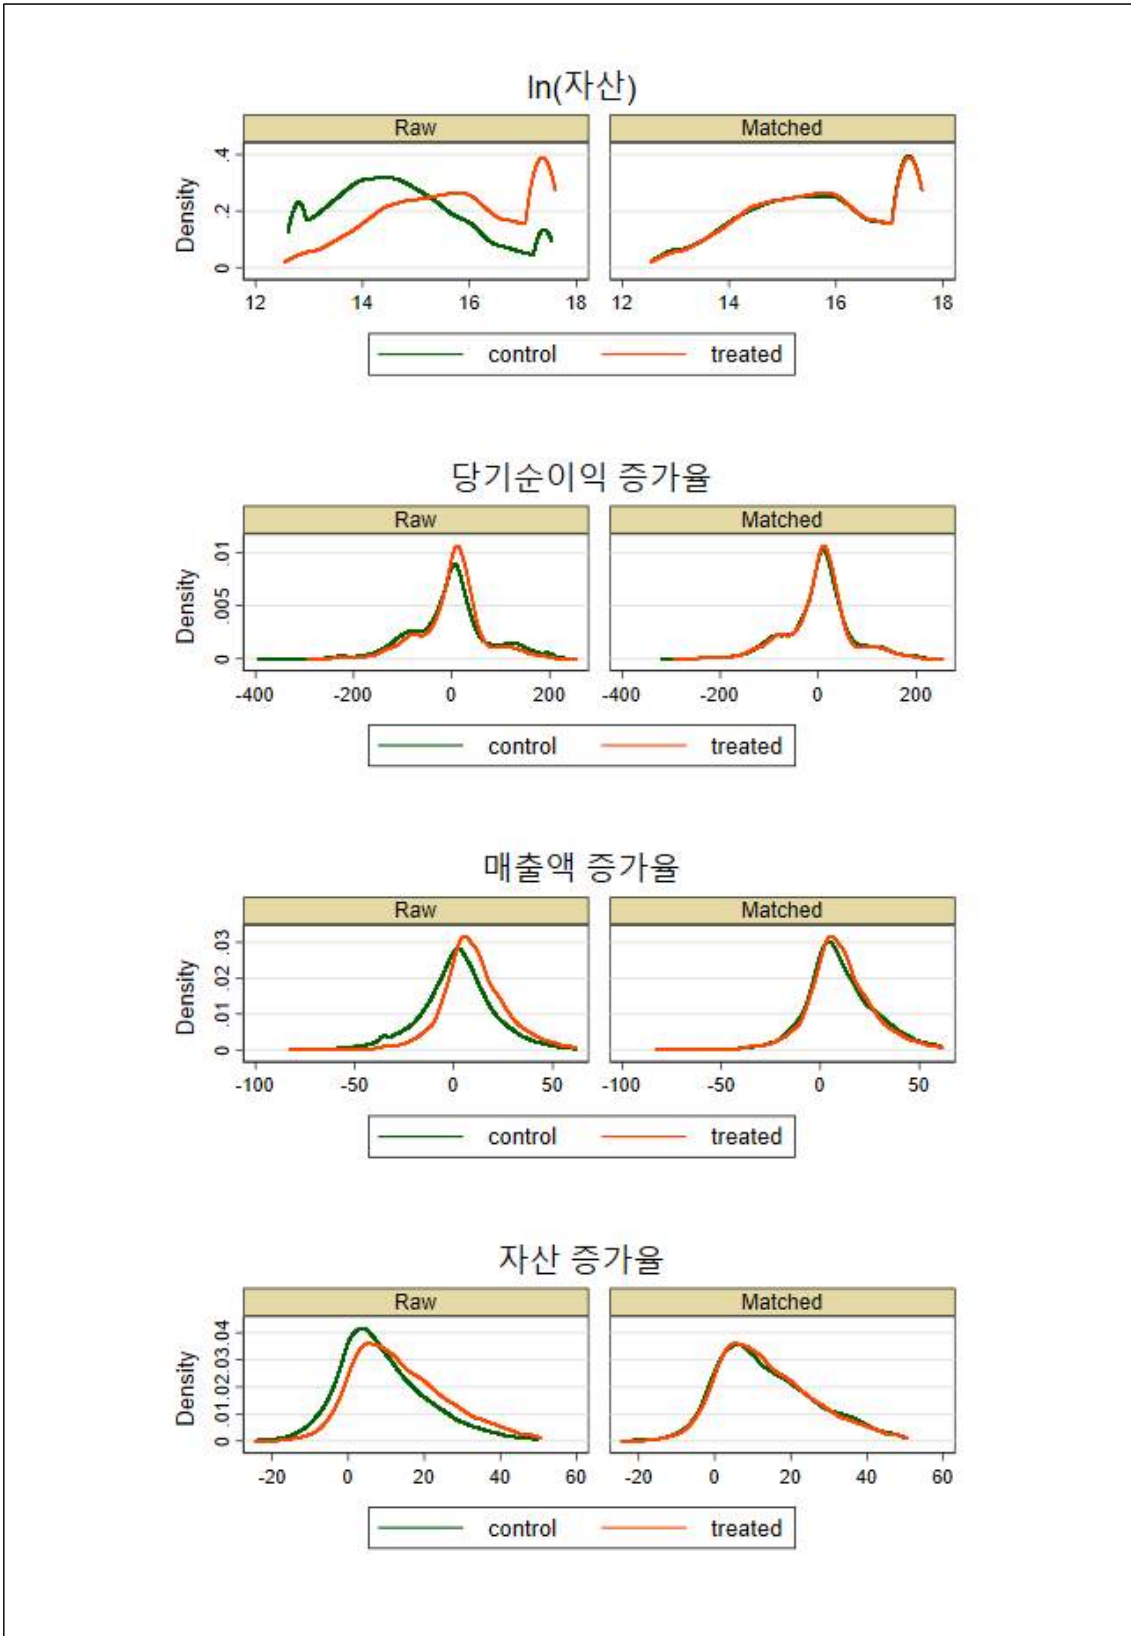 ln(자산)
Raw Matched
Density
0 .2 .4
12 14 16 18 12 14 16 18
control treated
당기순이익 증가율
Raw Matched
Density
0 .005 .01
-400 -200 0 200 -400 -200 0 200
control treated
매출액 증가율
Raw Matched
Density
0 .01 .02 .03
-100 -50 0 50 -100 -50 0 50
control treated
자산 증가율
Raw Matched
Density
0 .01 .02 .03 .04
-20 0 20 40 60 -20 0 20 40 60
control treated